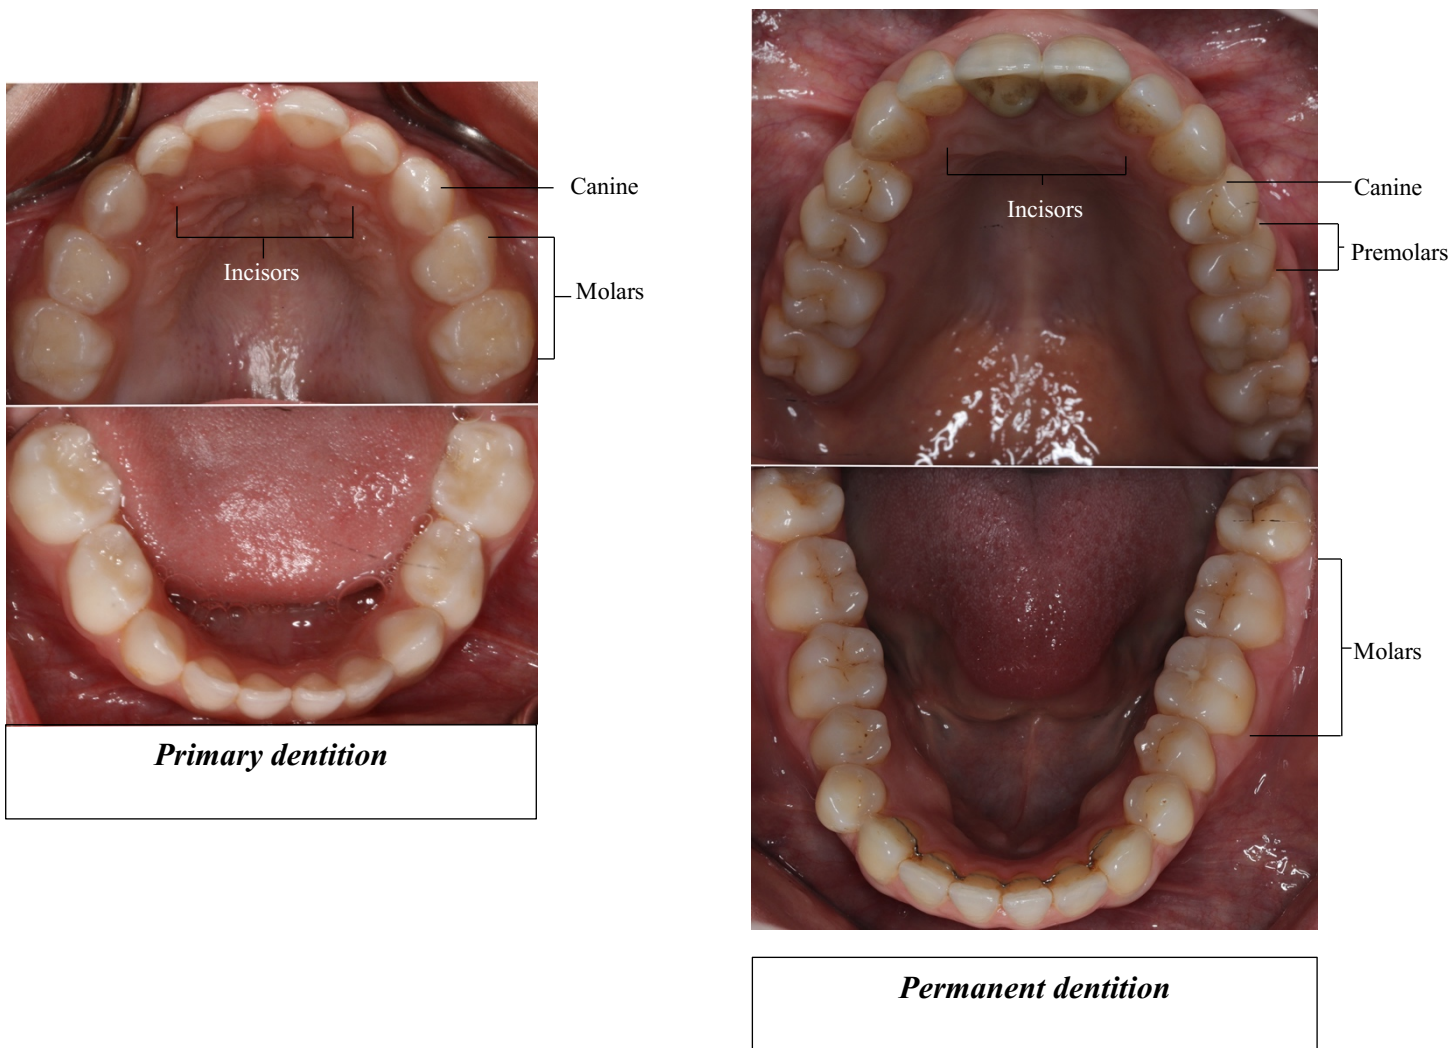 Canine
Incisors
Molars
Primary dentition
Canine
Incisors
Premolars
Molars
Permanent dentition